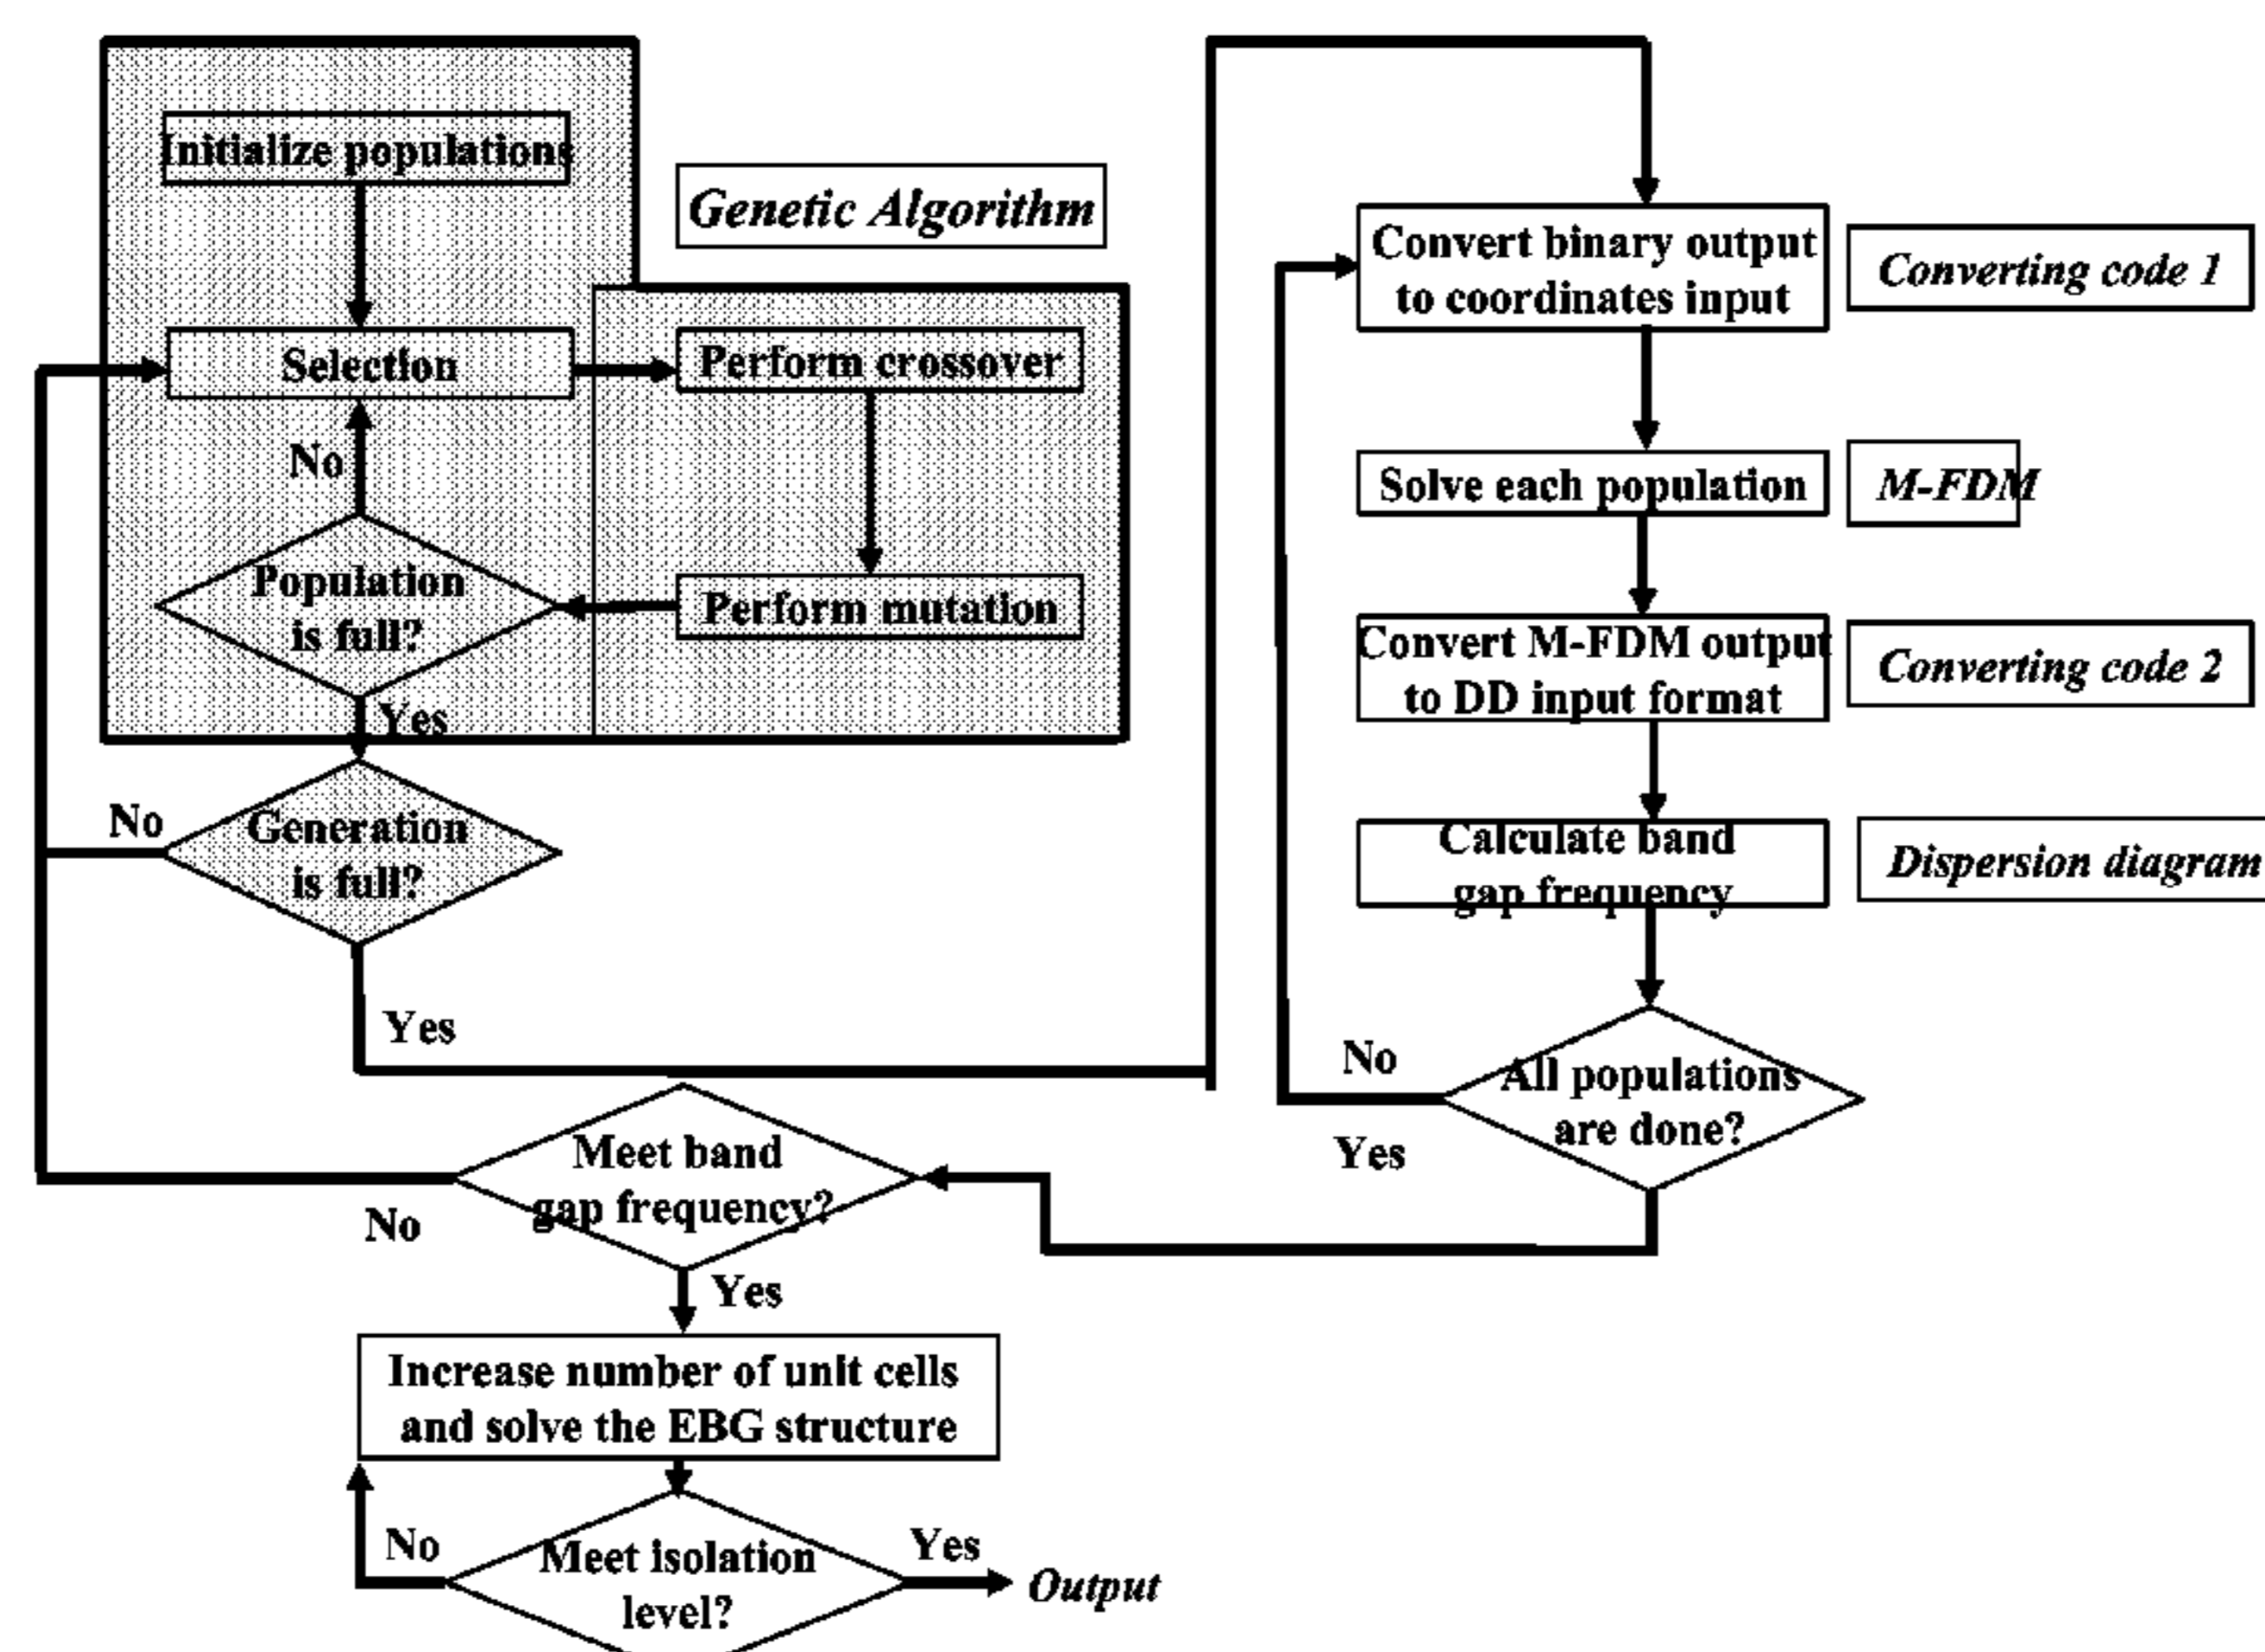 Initialize populations
Genetic Algorithm
Selection
Perform crossover
No
Population
is full?
Perform mutation
Yes
No
Generation
is full?
Yes
Convert binary output
to coordinates input
Converting code 1
Solve each population
M-FDM
Convert M-FDM output
to DD input format
Converting code 2
Calculate band
gap frequency
Dispersion diagram
No
All populations
are done?
Yes
Meet band
gap frequency?
No
Yes
Increase number of unit cells
and solve the EBG structure
No
Meet isolation
level?
Yes
Output